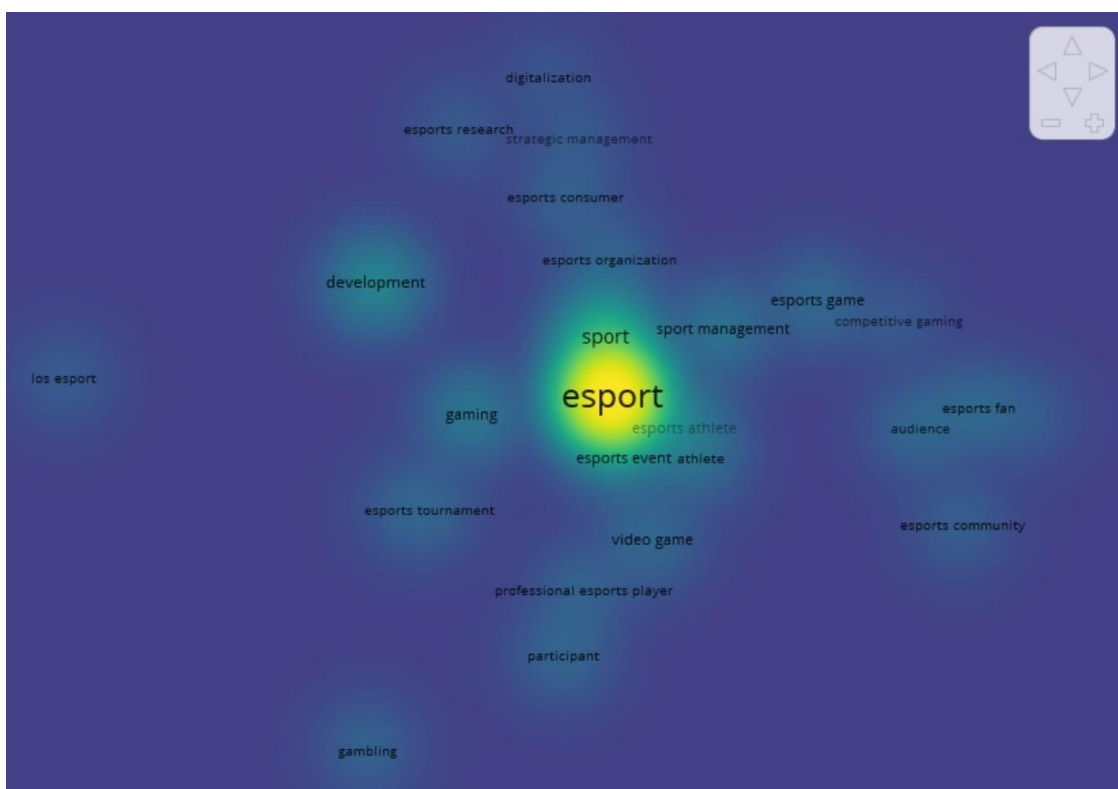 digitalization
esports research
strategic management
esports consumer
esports organization
development
esports game
competitive gaming
sport management
sport
los esport
esport
esports fan
gaming
esports athlete
audience
esports event
athlete
esports tournament
esports community
video game
professional esports player
participant
gambling